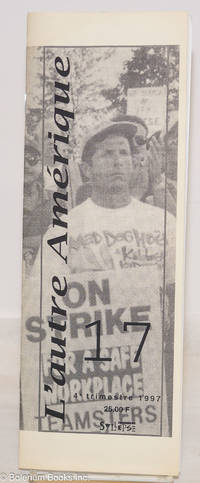 L'autre Amérique
ON
STRIKE
FOR A SAFE
WORKPLACE
TEAMSTERS
17
4e trimestre 1997
25,00 F
© Bolerium Books Inc.